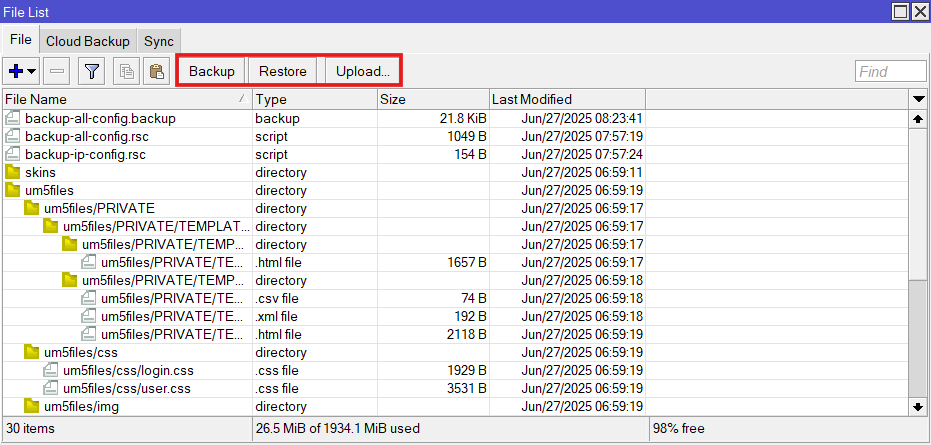 File List
File Cloud Backup Sync
Backup Restore Upload... Find
File Name Type Size Last Modified
backup-all-config.backup backup 21.8 KiB Jun/27/2025 08:23:41
backup-all-config.rsc script 1049 B Jun/27/2025 07:57:19
backup-ip-config.rsc script 154 B Jun/27/2025 07:57:24
skins directory Jun/27/2025 06:59:11
um5files directory Jun/27/2025 06:59:19
um5files/PRIVATE directory Jun/27/2025 06:59:17
um5files/PRIVATE/TEMPLAT... directory Jun/27/2025 06:59:17
um5files/PRIVATE/TEMP... directory Jun/27/2025 06:59:17
um5files/PRIVATE/TE... .html file 1657 B Jun/27/2025 06:59:17
um5files/PRIVATE/TEMP... directory Jun/27/2025 06:59:18
um5files/PRIVATE/TE... .csv file 74 B Jun/27/2025 06:59:18
um5files/PRIVATE/TE... .xml file 192 B Jun/27/2025 06:59:18
um5files/PRIVATE/TE... .html file 2118 B Jun/27/2025 06:59:19
um5files/css directory Jun/27/2025 06:59:19
um5files/css/login.css .css file 1929 B Jun/27/2025 06:59:19
um5files/css/user.css .css file 3531 B Jun/27/2025 06:59:19
um5files/img directory Jun/27/2025 06:59:19
30 items 26.5 MiB of 1934.1 MiB used 98% free